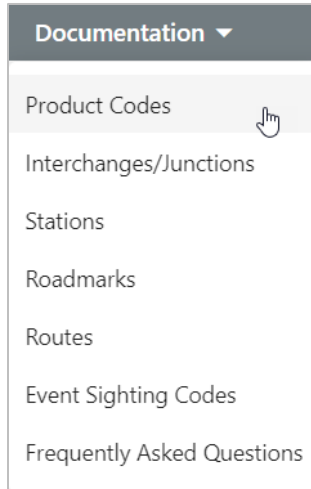 Documentation
Product Codes
Interchanges/Junctions
Stations
Roadmarks
Routes
Event Sighting Codes
Frequently Asked Questions